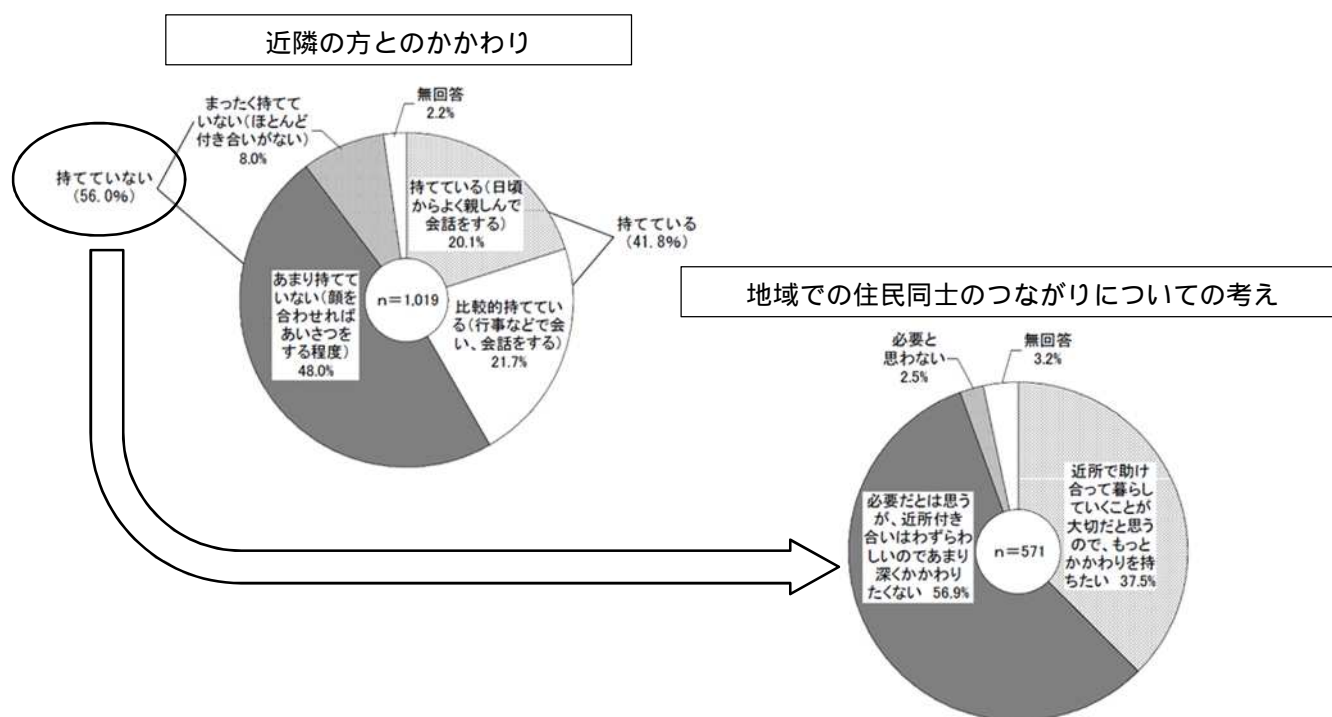 近隣の方とのかかわり
無回答
2.2%
まったく持てて
いない(ほとんど
付き合いがない)
8.0%
持てていない
(56.0%)
持てている(日頃
からよく親しんで
会話をする)
20.1%
持てている
(41.8%)
あまり持てて
いない(顔を
合わせれば
あいさつを
する程度)
48.0%
n=1,019
比較的持ててい
る(行事などで会
い、会話をする)
21.7%
地域での住民同士のつながりについての考え
必要と
思わない
2.5%
無回答
3.2%
必要だとは思う
が、近所付き
合いはわずらわ
しいのであまり
深くかかわり
たくない 56.9%
n=571
近所で助け
合って暮らし
ていくことが
大切だと思う
ので、もっと
かかわりを持
ちたい 37.5%